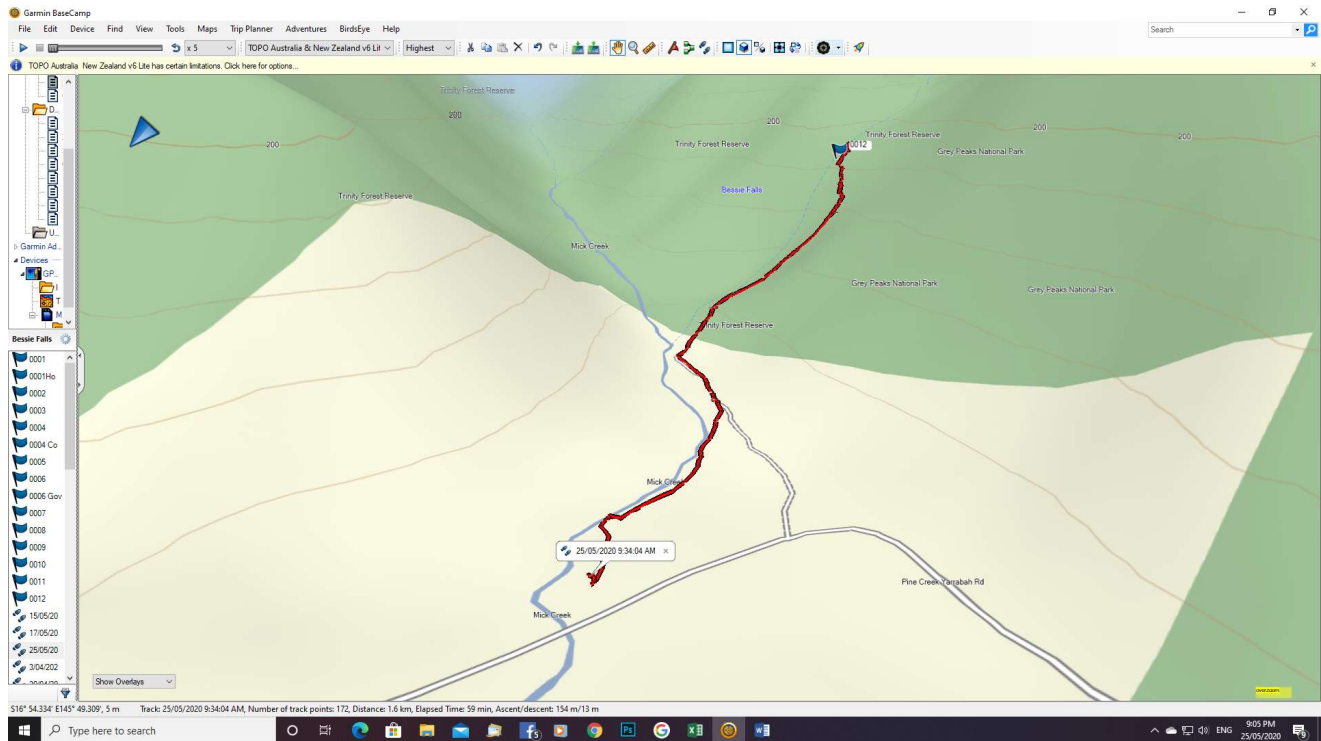 Garmin BaseCamp
File Edit Device Find View Tools Maps Trip Planner Adventures BirdsEye Help
Search
x 5 TOPO Australia & New Zealand v6 Lit Highest
TOPO Australia New Zealand v6 Lite has certain limitations. Click here for options...
D...
U...
Garmin Ad...
Devices
GP...
I
T
M
Bessie Falls
0001
0001Ho
0002
0003
0004
0004 Co
0005
0006
0006 Gov
0007
0008
0009
0010
0011
0012
15/05/20
17/05/20
25/05/20
3/04/202
Trinity Forest Reserve
200
200
200
200
Trinity Forest Reserve
Trinity Forest Reserve
0012
Grey Peaks National Park
Bessie Falls
Trinity Forest Reserve
Mick Creek
Grey Peaks National Park
Grey Peaks National Park
Trinity Forest Reserve
Mick Creek
25/05/2020 9:34:04 AM
Pine Creek Yarrabah Rd
Mick Creek
Show Overlays
overzoom
S16° 54.334' E145° 49.309', 5 m Track: 25/05/2020 9:34:04 AM, Number of track points: 172, Distance: 1.6 km, Elapsed Time: 59 min, Ascent/descent: 154 m/13 m
Type here to search
ENG
9:05 PM
25/05/2020